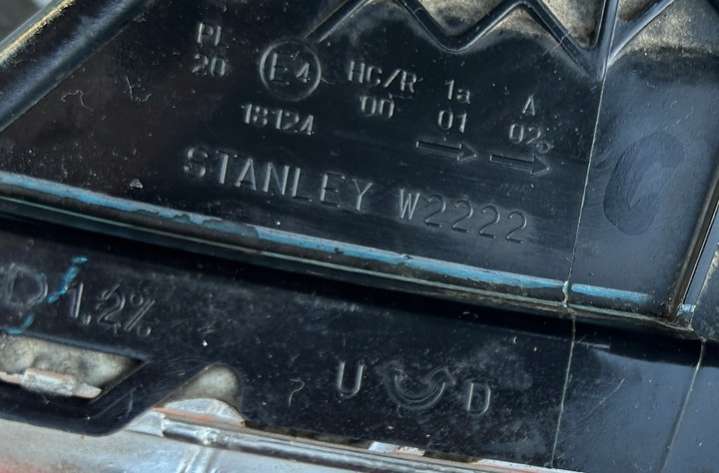 PL E4 HC/R 1a A
20 00 01 02
18124
STANLEY W2222
1.2%
U D